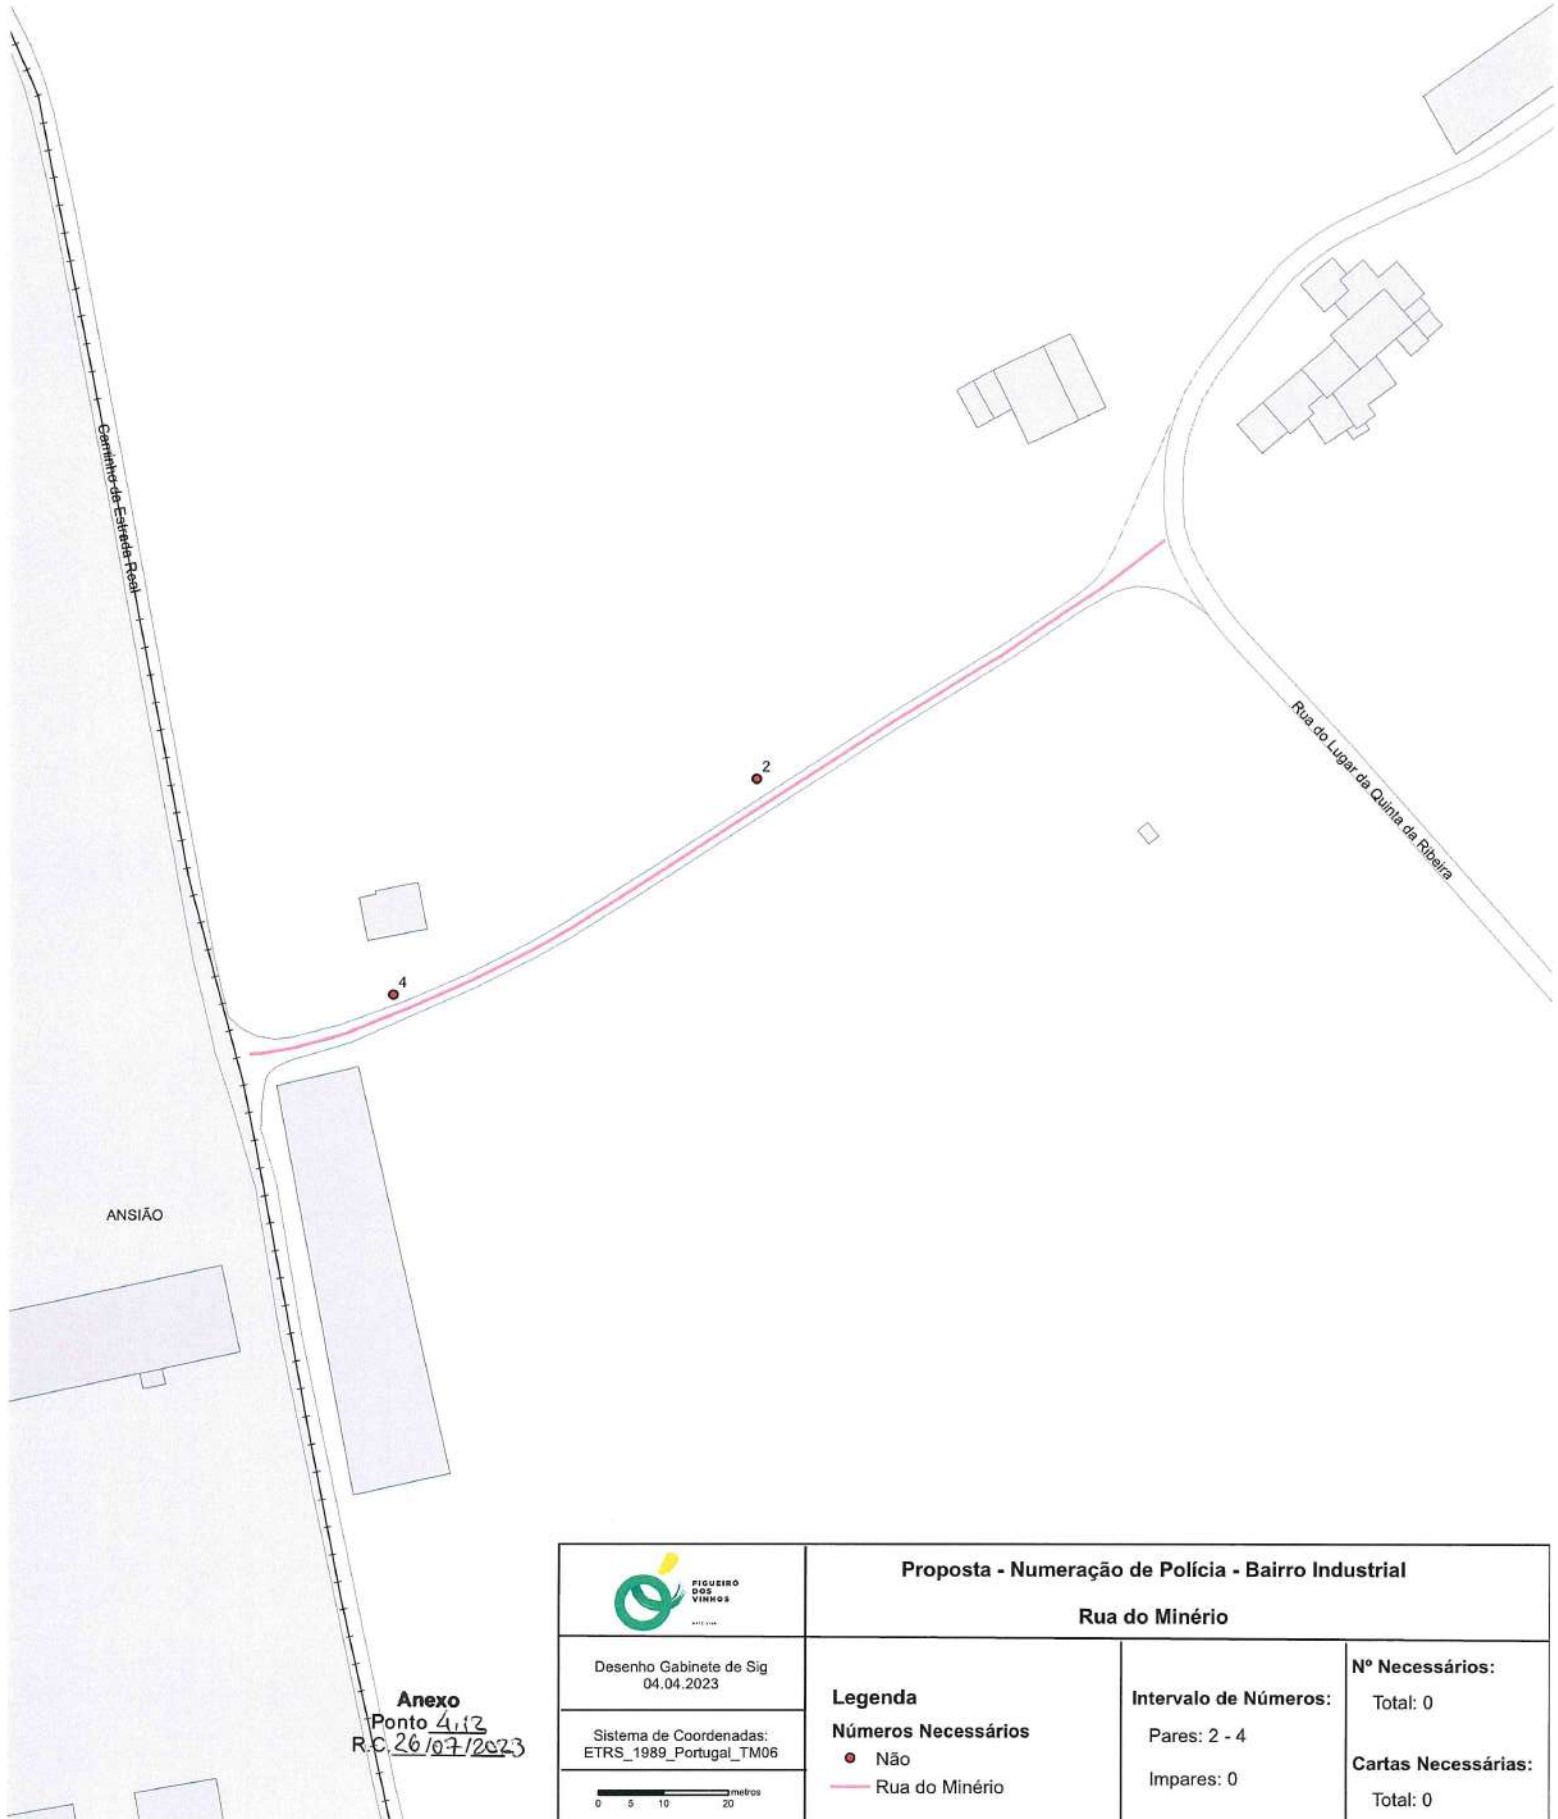 Caminho da Estrada Real
2
Rua do Lugar da Quinta da Ribeira
4
ANSIÃO
Anexo
Ponto 4.12
R.C. 26/07/2023
FIGUEIRÓ
DOS
VINHOS
Proposta - Numeração de Polícia - Bairro Industrial
Rua do Minério
Desenho Gabinete de Sig
04.04.2023
Sistema de Coordenadas:
ETRS_1989_Portugal_TM06
metros
0 5 10 20
Legenda
Números Necessários
Não
Rua do Minério
Intervalo de Números:
Pares: 2 - 4
Impares: 0
Nº Necessários:
Total: 0
Cartas Necessárias:
Total: 0